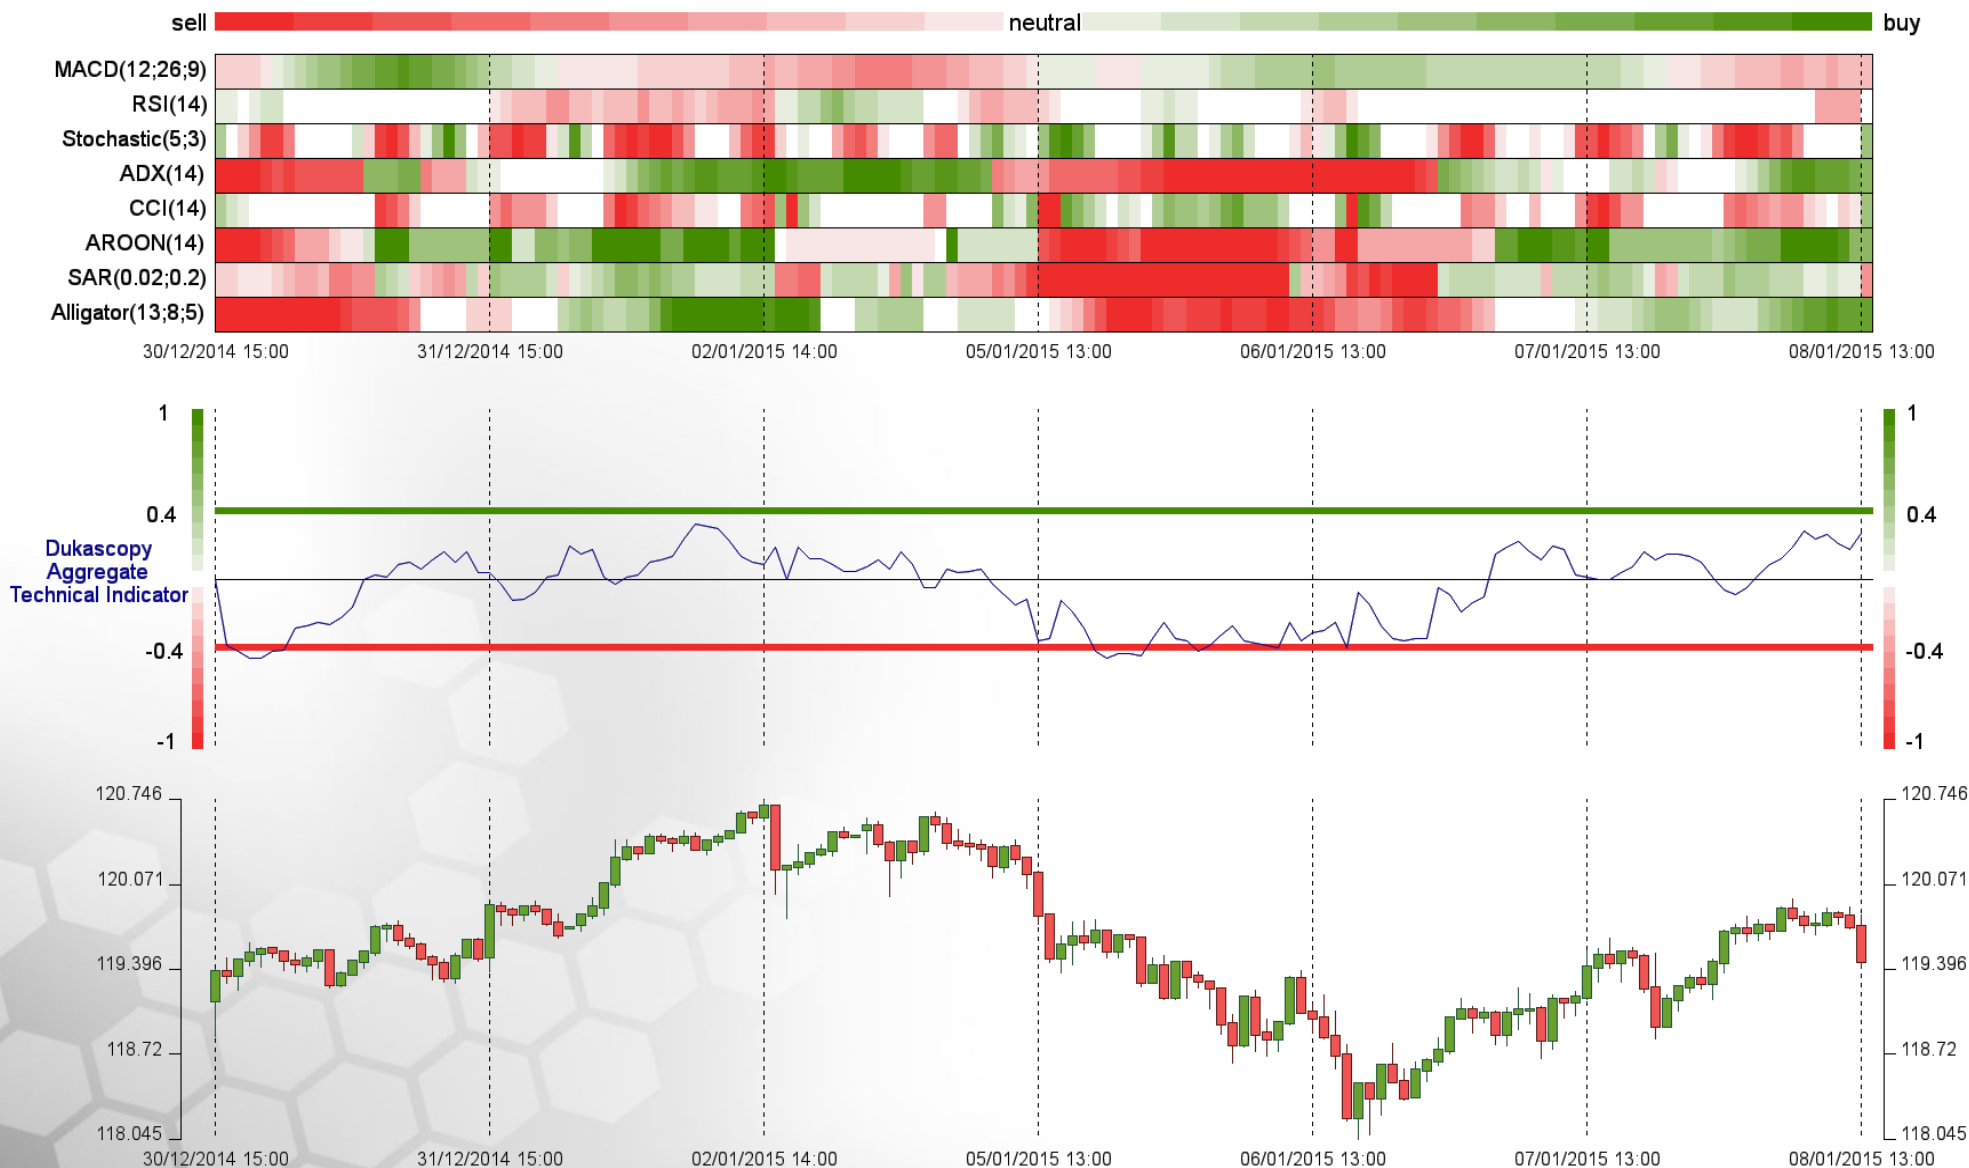 sell neutral buy
MACD(12;26;9)
RSI(14)
Stochastic(5;3)
ADX(14)
CCI(14)
AROON(14)
SAR(0.02;0.2)
Alligator(13;8;5)
30/12/2014 15:00 31/12/2014 15:00 02/01/2015 14:00 05/01/2015 13:00 06/01/2015 13:00 07/01/2015 13:00 08/01/2015 13:00
1 1
0.4 0.4
Dukascopy
Aggregate
Technical Indicator
-0.4 -0.4
-1 -1
120.746 120.746
120.071 120.071
119.396 119.396
118.72 118.72
118.045 118.045
30/12/2014 15:00 31/12/2014 15:00 02/01/2015 14:00 05/01/2015 13:00 06/01/2015 13:00 07/01/2015 13:00 08/01/2015 13:00